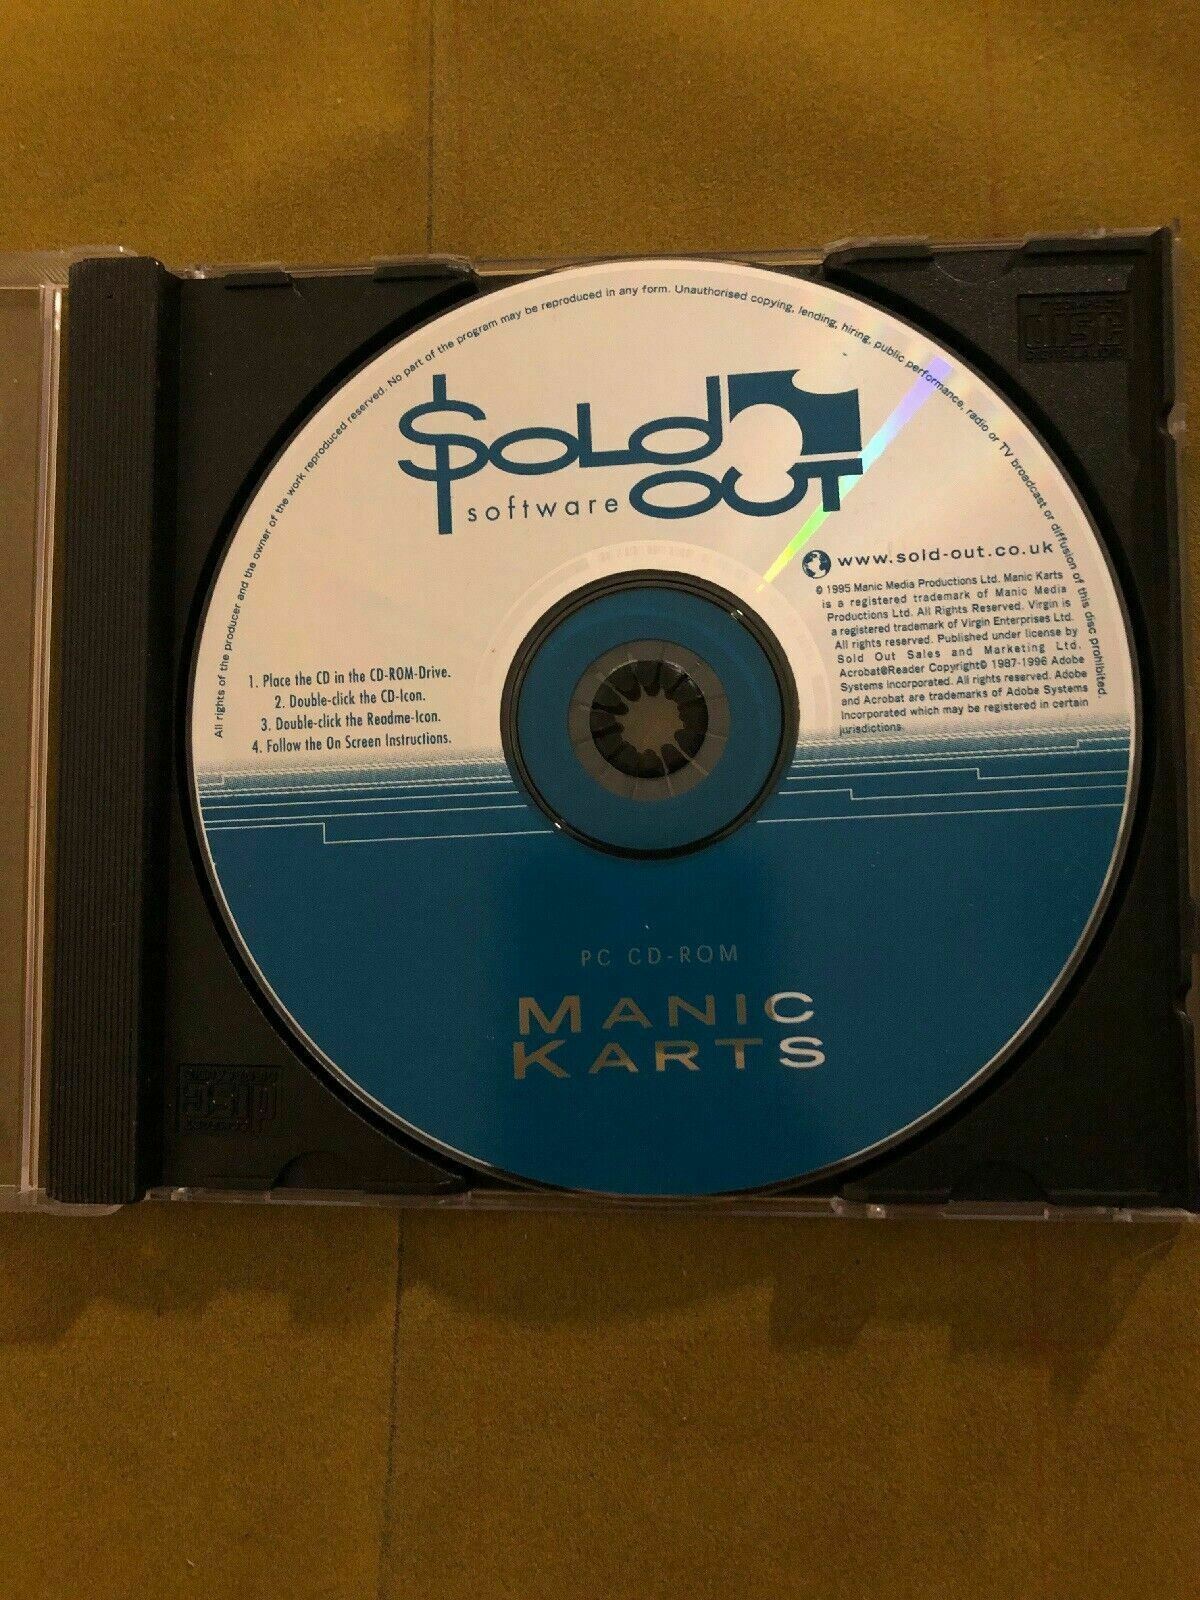 All rights of the producer and the owner of the work reproduced reserved. No part of the program may be reproduced in any form. Unauthorised copying, lending, hiring, public performance, radio or TV broadcast or diffusion of this disc prohibited.
$OLD
software OUT
www.sold-out.co.uk
© 1995 Manic Media Productions Ltd. Manic Karts
is a registered trademark of Manic Media
Productions Ltd. All Rights Reserved. Virgin is
a registered trademark of Virgin Enterprises Ltd.
All rights reserved. Published under license by
Sold Out Sales and Marketing Ltd.
Acrobat®Reader Copyright© 1987-1996 Adobe
Systems incorporated. All rights reserved. Adobe
and Acrobat are trademarks of Adobe Systems
Incorporated which may be registered in certain
jurisdictions
1. Place the CD in the CD-ROM-Drive.
2. Double-click the CD-Icon.
3. Double-click the Readme-Icon.
4. Follow the On Screen Instructions.
PC CD-ROM
MANIC
KARTS